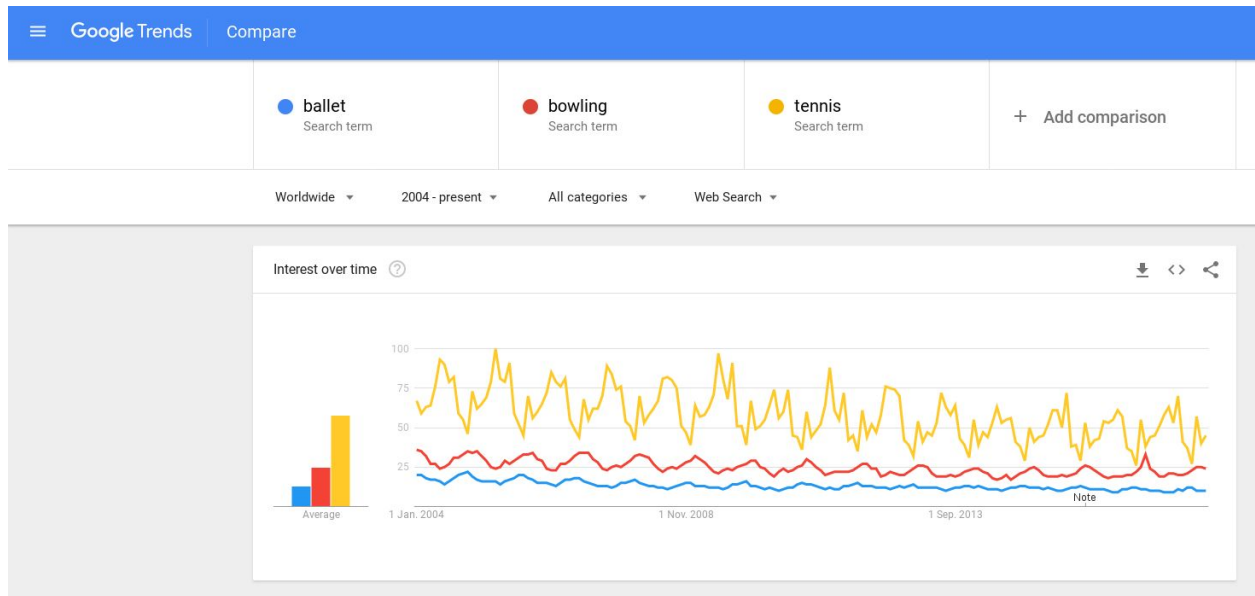 Google Trends Compare
ballet
Search term
bowling
Search term
tennis
Search term
+ Add comparison
Worldwide
2004 - present
All categories
Web Search
Interest over time ?
100
75
50
25
Note
Average
1 Jan. 2004
1 Nov. 2008
1 Sep. 2013